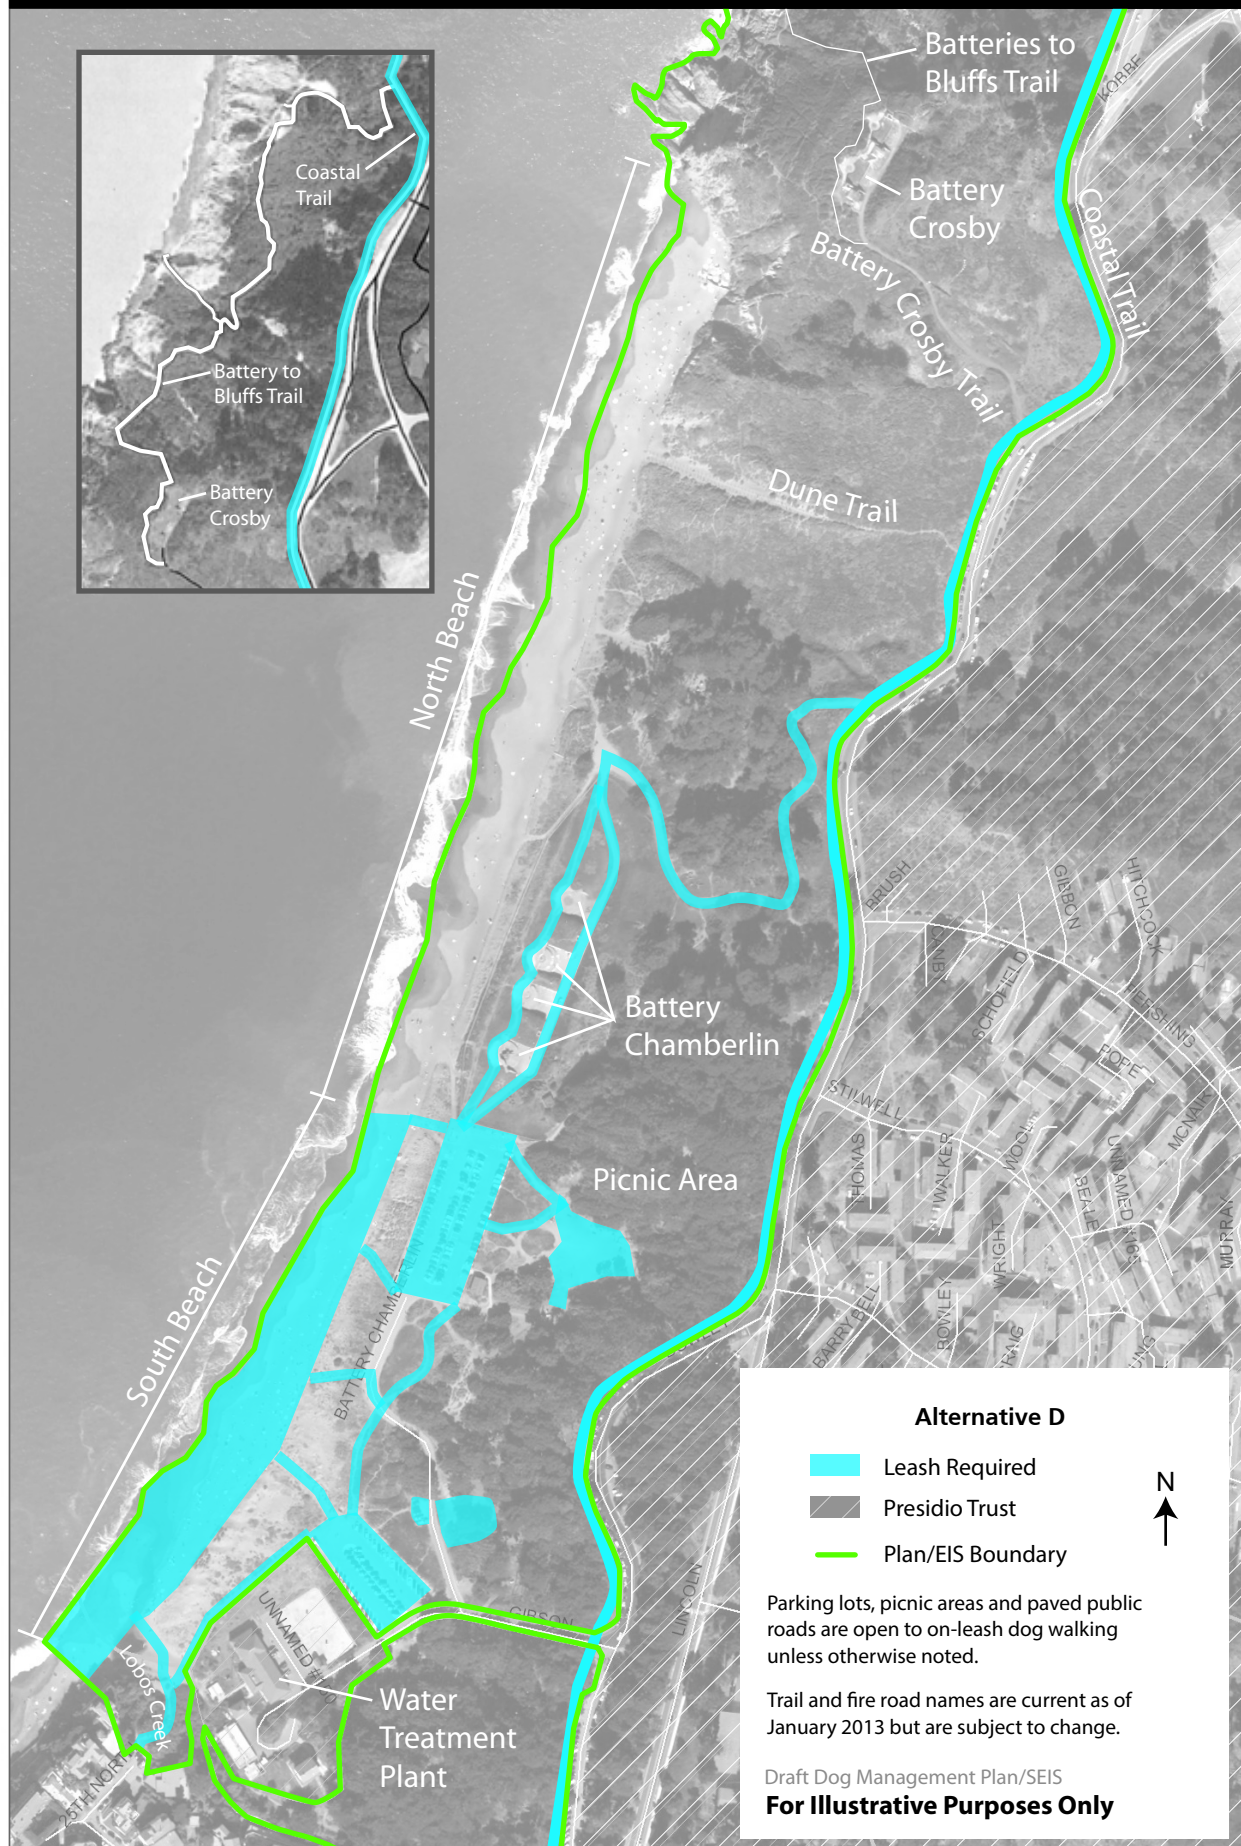 Batteries to
Bluffs Trail
KOBBE
Coastal
Trail
Battery
Crosby
Coastal Trail
Battery Crosby Trail
Battery to
Bluffs Trail
Dune Trail
Battery
Crosby
North Beach
BRUSH
GIBBON
HITCHCOCK
SCHOFIELD
PERSHING
Battery
Chamberlin
POPE
STILWELL
MCNAIR
WOOL
WALKER
THOMAS
UNNAMED #165
BEALE
Picnic Area
MURRAY
WRIGHT
BATTERY CHAMBERLIN
South Beach
ROWLEY
BARRY BELL
Alternative D
Leash Required
N
Presidio Trust
Plan/EIS Boundary
LINCOLN
GIBSON
Parking lots, picnic areas and paved public
roads are open to on-leash dog walking
unless otherwise noted.
Lobos Creek
Water
Treatment
Plant
Trail and fire road names are current as of
January 2013 but are subject to change.
25TH NORTH
Draft Dog Management Plan/SEIS
For Illustrative Purposes Only